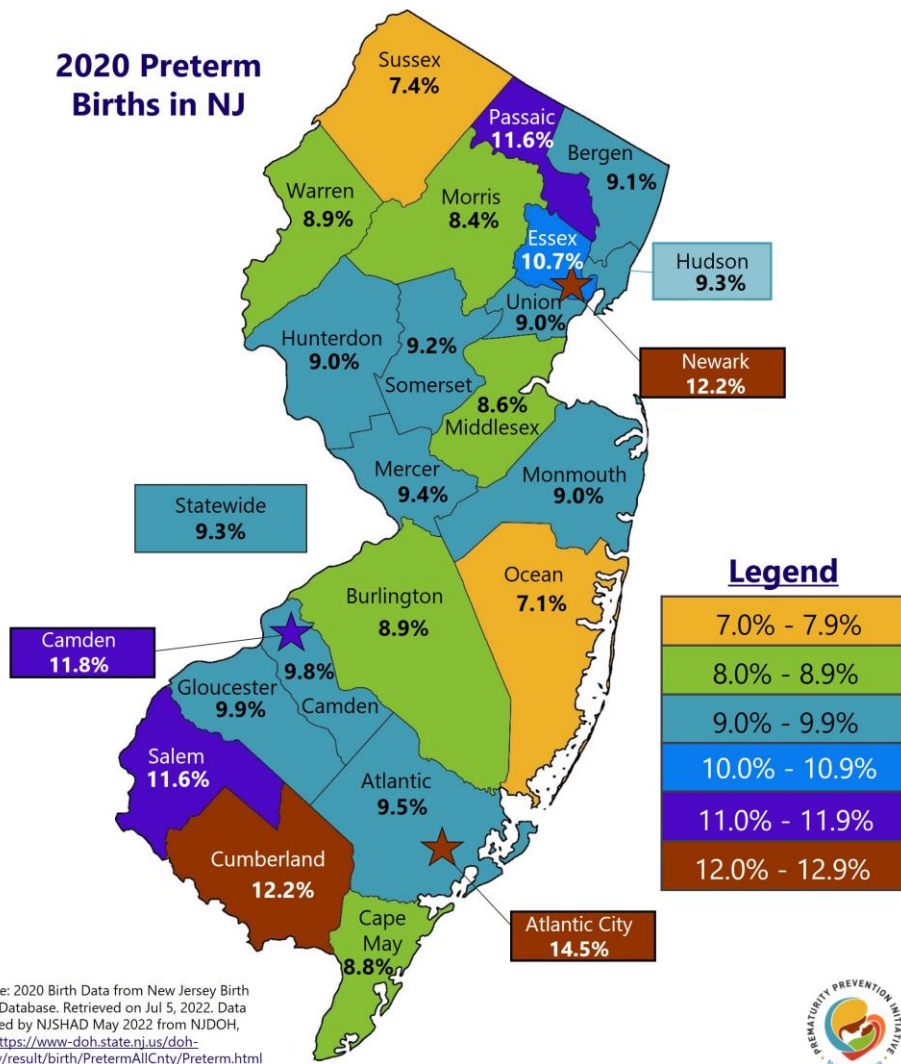 2020 Preterm
Births in NJ
Sussex
7.4%
Passaic
11.6%
Bergen
9.1%
Warren
8.9%
Morris
8.4%
Essex
10.7%
Hudson
9.3%
Union
9.0%
Hunterdon
9.0%
9.2%
Somerset
Newark
12.2%
8.6%
Middlesex
Mercer
9.4%
Monmouth
9.0%
Statewide
9.3%
Ocean
7.1%
Burlington
8.9%
Legend
7.0% - 7.9%
8.0% - 8.9%
9.0% - 9.9%
10.0% - 10.9%
11.0% - 11.9%
12.0% - 12.9%
Camden
11.8%
9.8%
Camden
Gloucester
9.9%
Salem
11.6%
Atlantic
9.5%
Cumberland
12.2%
Atlantic City
14.5%
Cape
May
8.8%
e: 2020 Birth Data from New Jersey Birth
Database. Retrieved on Jul 5, 2022. Data
ed by NJSHAD May 2022 from NJDOH,
https://www-doh.state.nj.us/doh-
/result/birth/PretermAllCnty/Preterm.html
PREMATURITY PREVENTION INITIATIVE